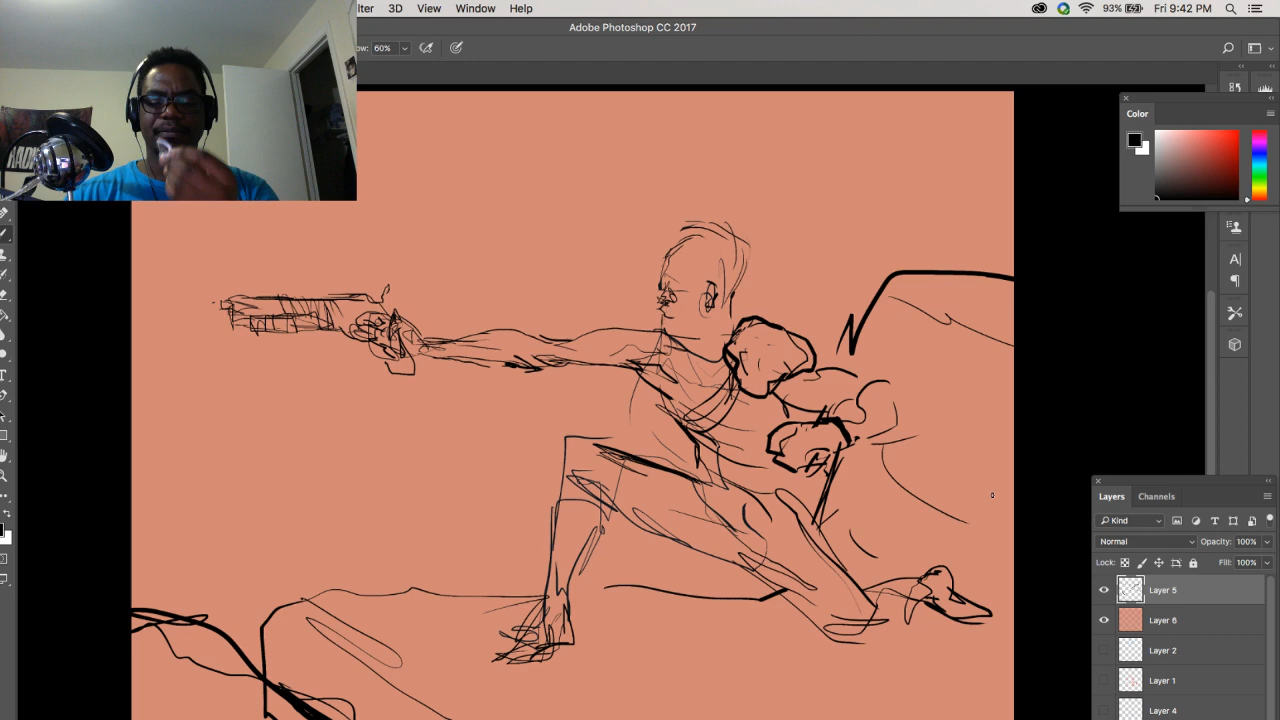 lter 3D View Window Help
93% Fri 9:42 PM
Adobe Photoshop CC 2017
ow: 60%
Color
A|
T
Layers Channels
Kind
T
Normal Opacity: 100%
Lock: Fill: 100%
Layer 5
Layer 6
Layer 2
Layer 1
Layer 4